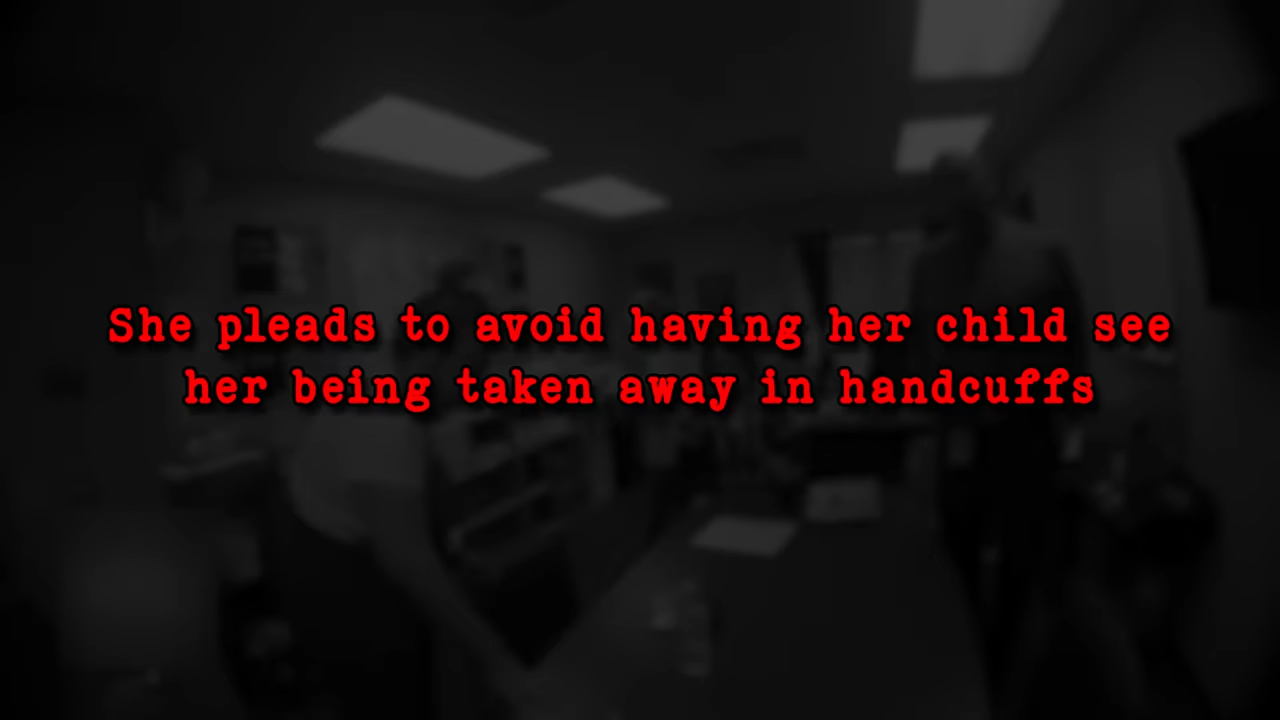 She pleads to avoid having her child see
her being taken away in handcuffs